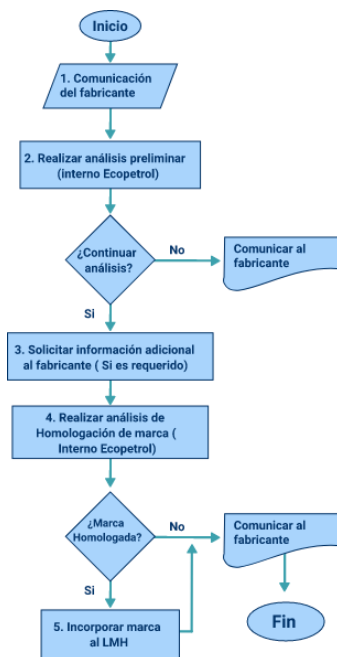 Inicio
1. Comunicación
del fabricante
2. Realizar análisis preliminar
(interno Ecopetrol)
¿Continuar
análisis?
No
Comunicar al
fabricante
Si
3. Solicitar información adicional
al fabricante ( Si es requerido)
4. Realizar análisis de
Homologación de marca (
Interno Ecopetrol)
¿Marca
Homologada?
No
Comunicar al
fabricante
Si
5. Incorporar marca
al LMH
Fin